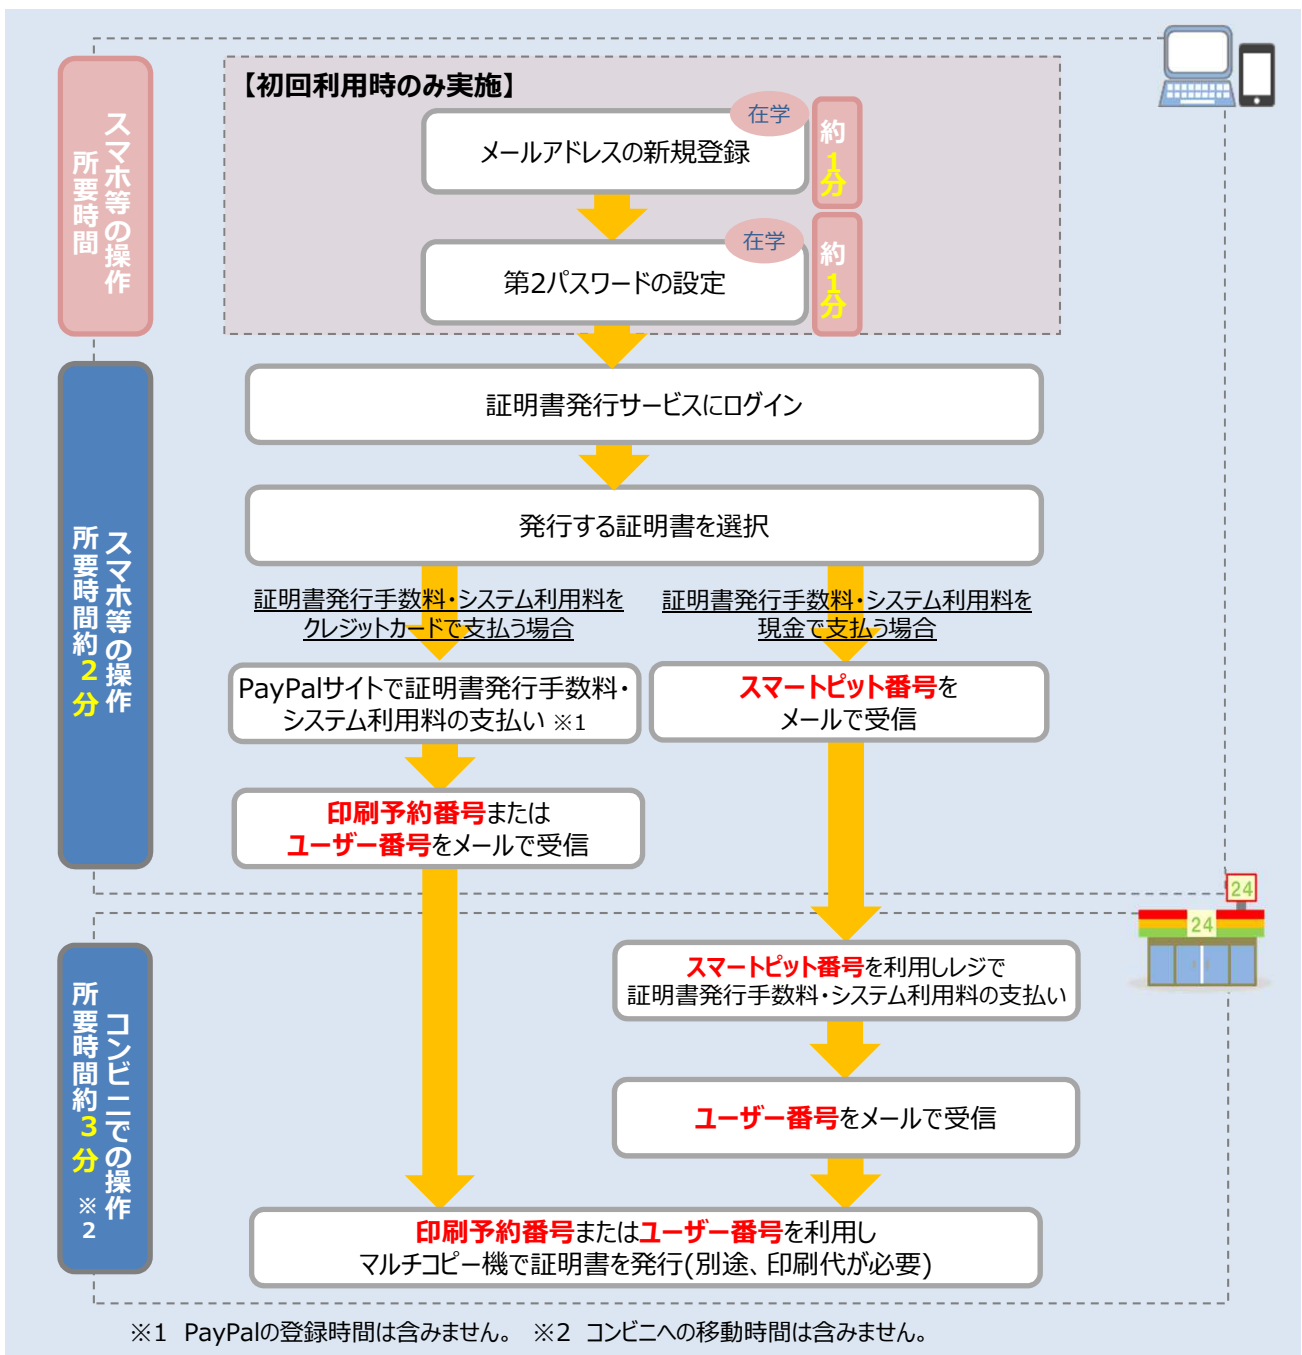 スマホ等の操作
所要時間
【初回利用時のみ実施】
在学
メールアドレスの新規登録
約1分
在学
第2パスワードの設定
約1分
スマホ等の操作
所要時間約2分
証明書発行サービスにログイン
発行する証明書を選択
証明書発行手数料・システム利用料を
クレジットカードで支払う場合
証明書発行手数料・システム利用料を
現金で支払う場合
PayPalサイトで証明書発行手数料・
システム利用料の支払い ※1
スマートピット番号を
メールで受信
印刷予約番号または
ユーザー番号をメールで受信
24
24
コンビニでの操作
所要時間約3分 ※2
スマートピット番号を利用しレジで
証明書発行手数料・システム利用料の支払い
ユーザー番号をメールで受信
印刷予約番号またはユーザー番号を利用し
マルチコピー機で証明書を発行(別途、印刷代が必要)
※1 PayPalの登録時間は含みません。 ※2 コンビニへの移動時間は含みません。